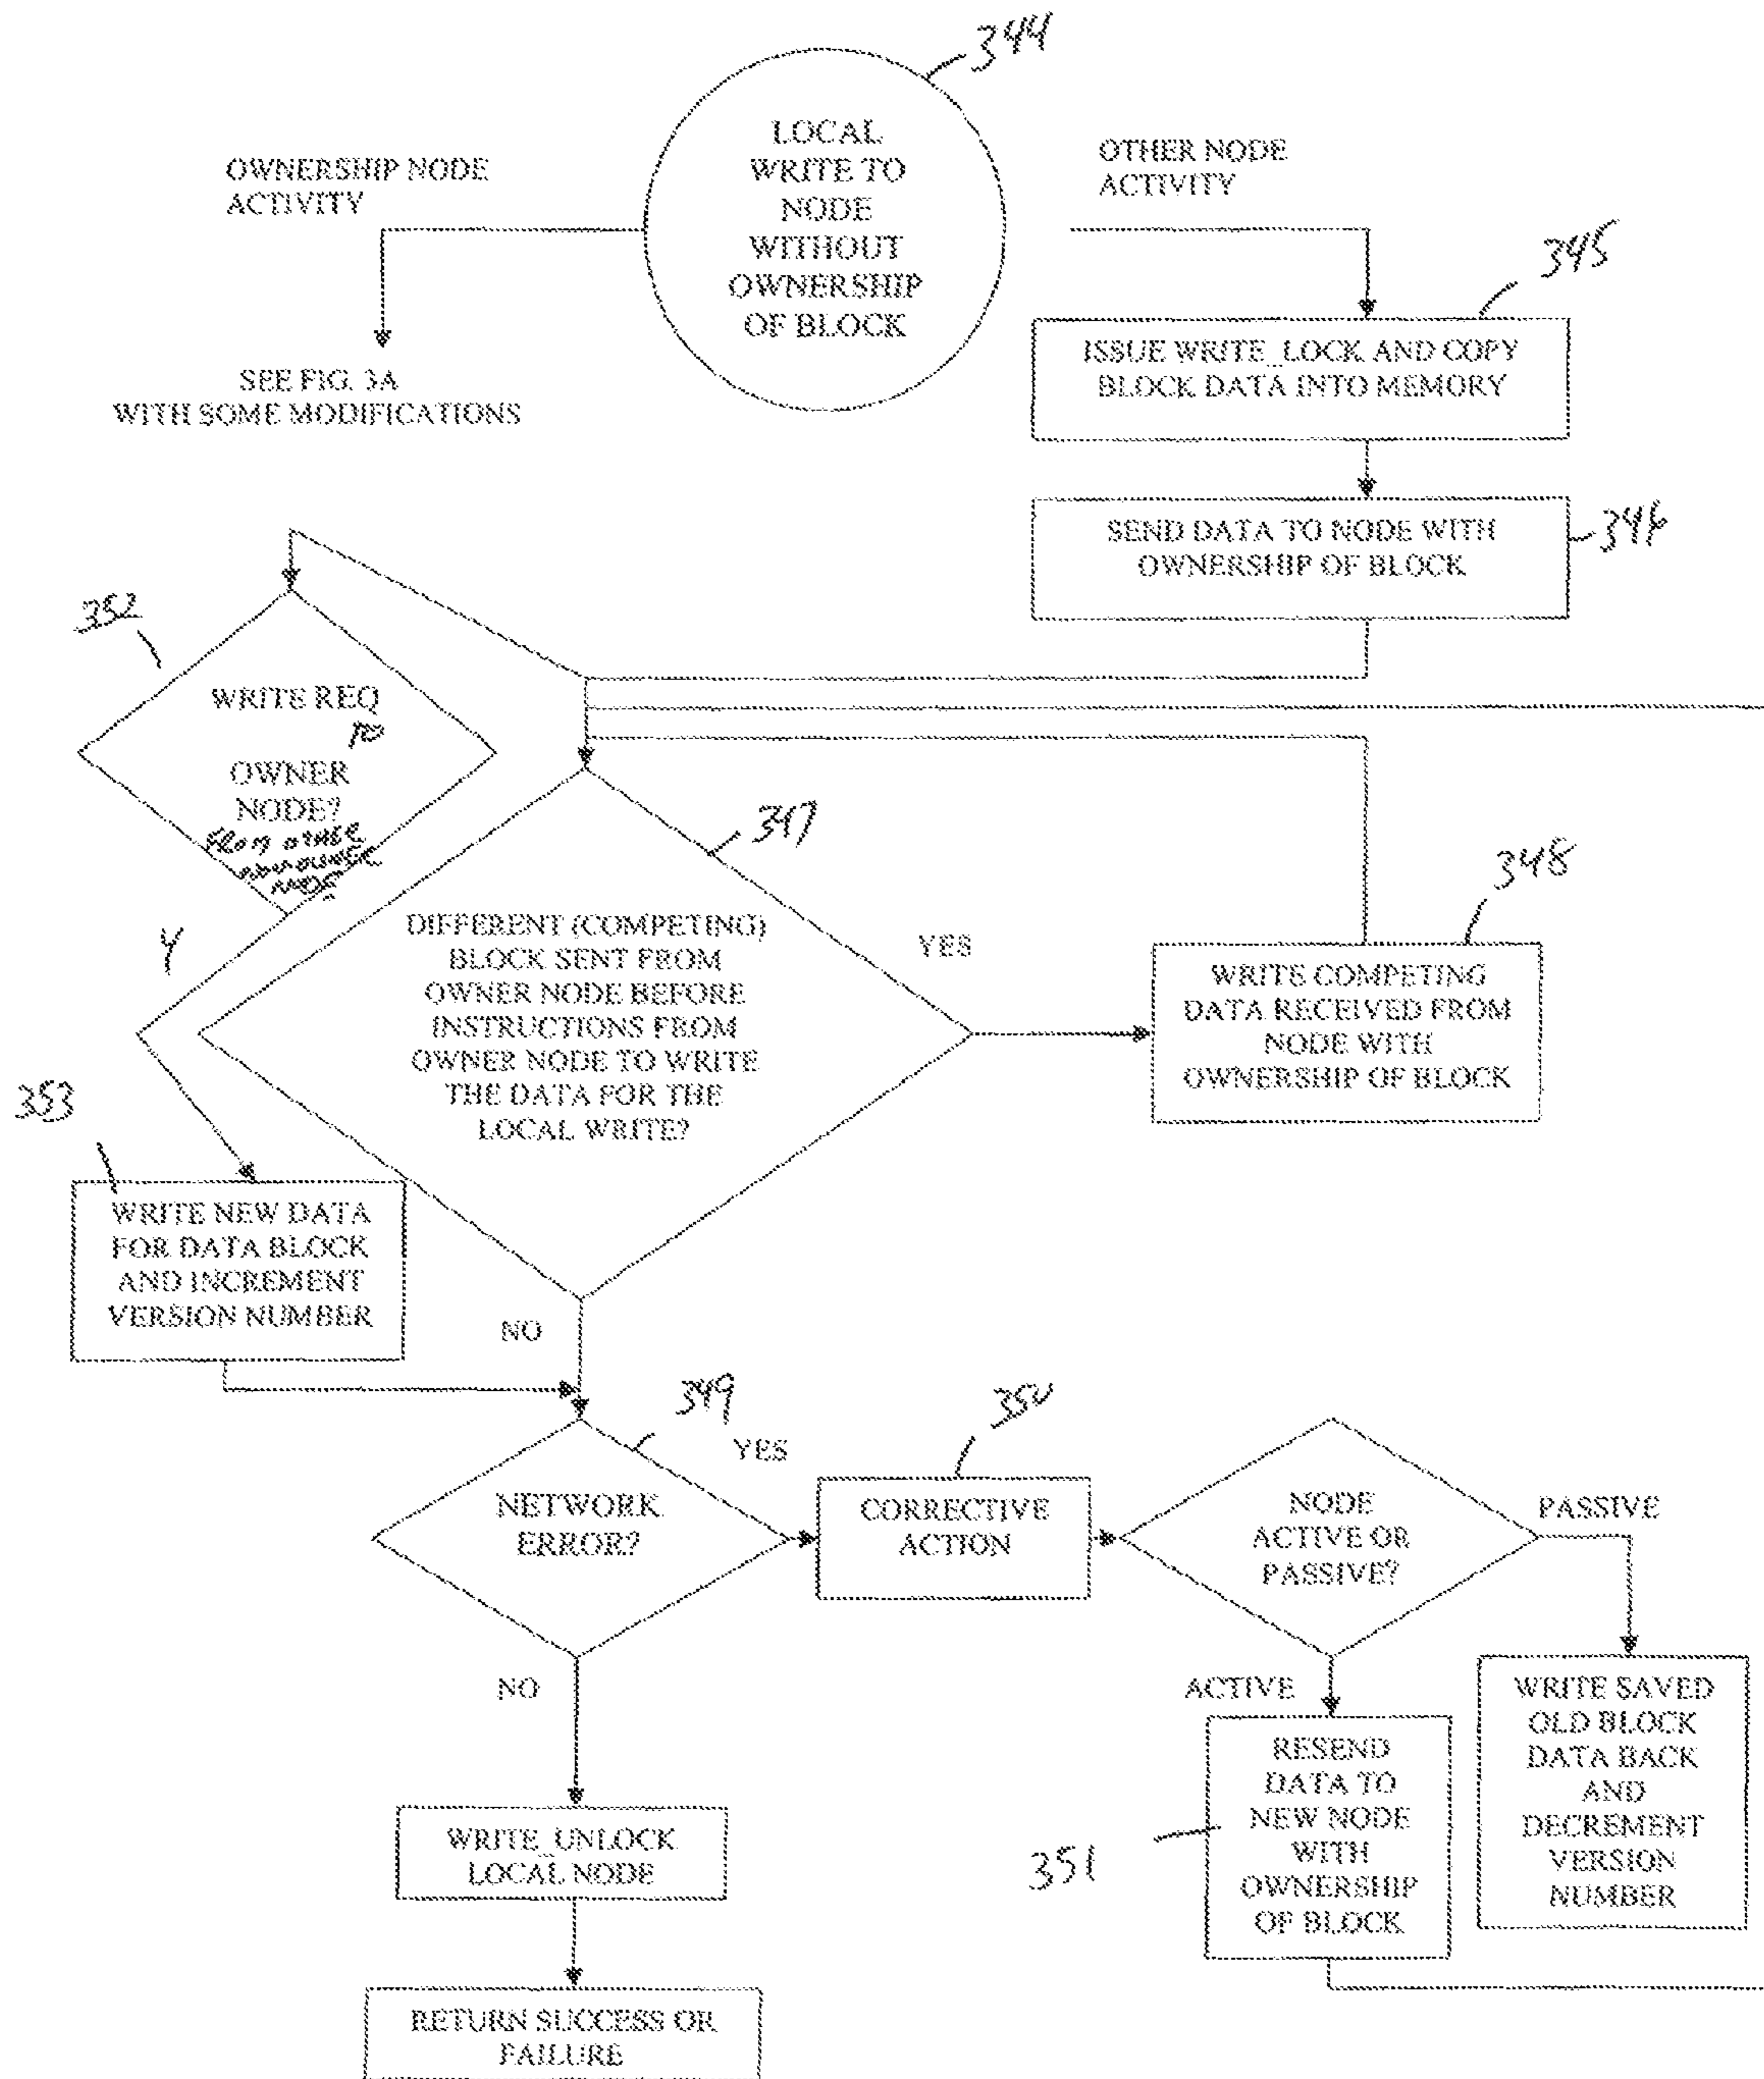 344
LOCAL
WRITE TO
NODE
WITHOUT
OWNERSHIP
OF BLOCK
OWNERSHIP NODE
ACTIVITY
OTHER NODE
ACTIVITY
SEE FIG. 3A
WITH SOME MODIFICATIONS
345
ISSUE WRITE_LOCK AND COPY
BLOCK DATA INTO MEMORY
346
SEND DATA TO NODE WITH
OWNERSHIP OF BLOCK
352
WRITE REQ
TO
OWNER
NODE?
FROM OTHER
NON-OWNER
NODE
Y
347
DIFFERENT (COMPETING)
BLOCK SENT FROM
OWNER NODE BEFORE
INSTRUCTIONS FROM
OWNER NODE TO WRITE
THE DATA FOR THE
LOCAL WRITE?
YES
348
WRITE COMPETING
DATA RECEIVED FROM
NODE WITH
OWNERSHIP OF BLOCK
353
WRITE NEW DATA
FOR DATA BLOCK
AND INCREMENT
VERSION NUMBER
NO
349
NETWORK
ERROR?
YES
350
CORRECTIVE
ACTION
NODE
ACTIVE OR
PASSIVE?
PASSIVE
NO
ACTIVE
WRITE SAVED
OLD BLOCK
DATA BACK
AND
DECREMENT
VERSION
NUMBER
351
RESEND
DATA TO
NEW NODE
WITH
OWNERSHIP
OF BLOCK
WRITE_UNLOCK
LOCAL NODE
RETURN SUCCESS OR
FAILURE